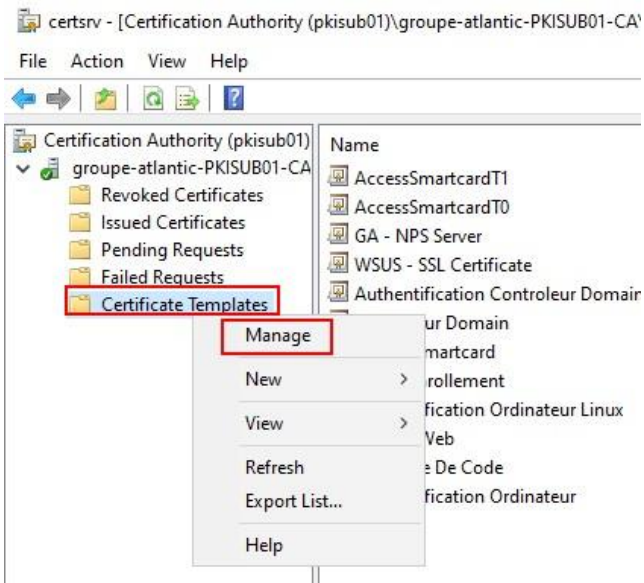 certsrv - [Certification Authority (pkisub01)\groupe-atlantic-PKISUB01-CA\
File Action View Help
Certification Authority (pkisub01)
groupe-atlantic-PKISUB01-CA
Revoked Certificates
Issued Certificates
Pending Requests
Failed Requests
Certificate Templates
Manage
New
View
Refresh
Export List...
Help
Name
AccessSmartcardT1
AccessSmartcardT0
GA - NPS Server
WSUS - SSL Certificate
Authentification Controleur Domain
ur Domain
martcard
rollement
fication Ordinateur Linux
Web
e De Code
fication Ordinateur